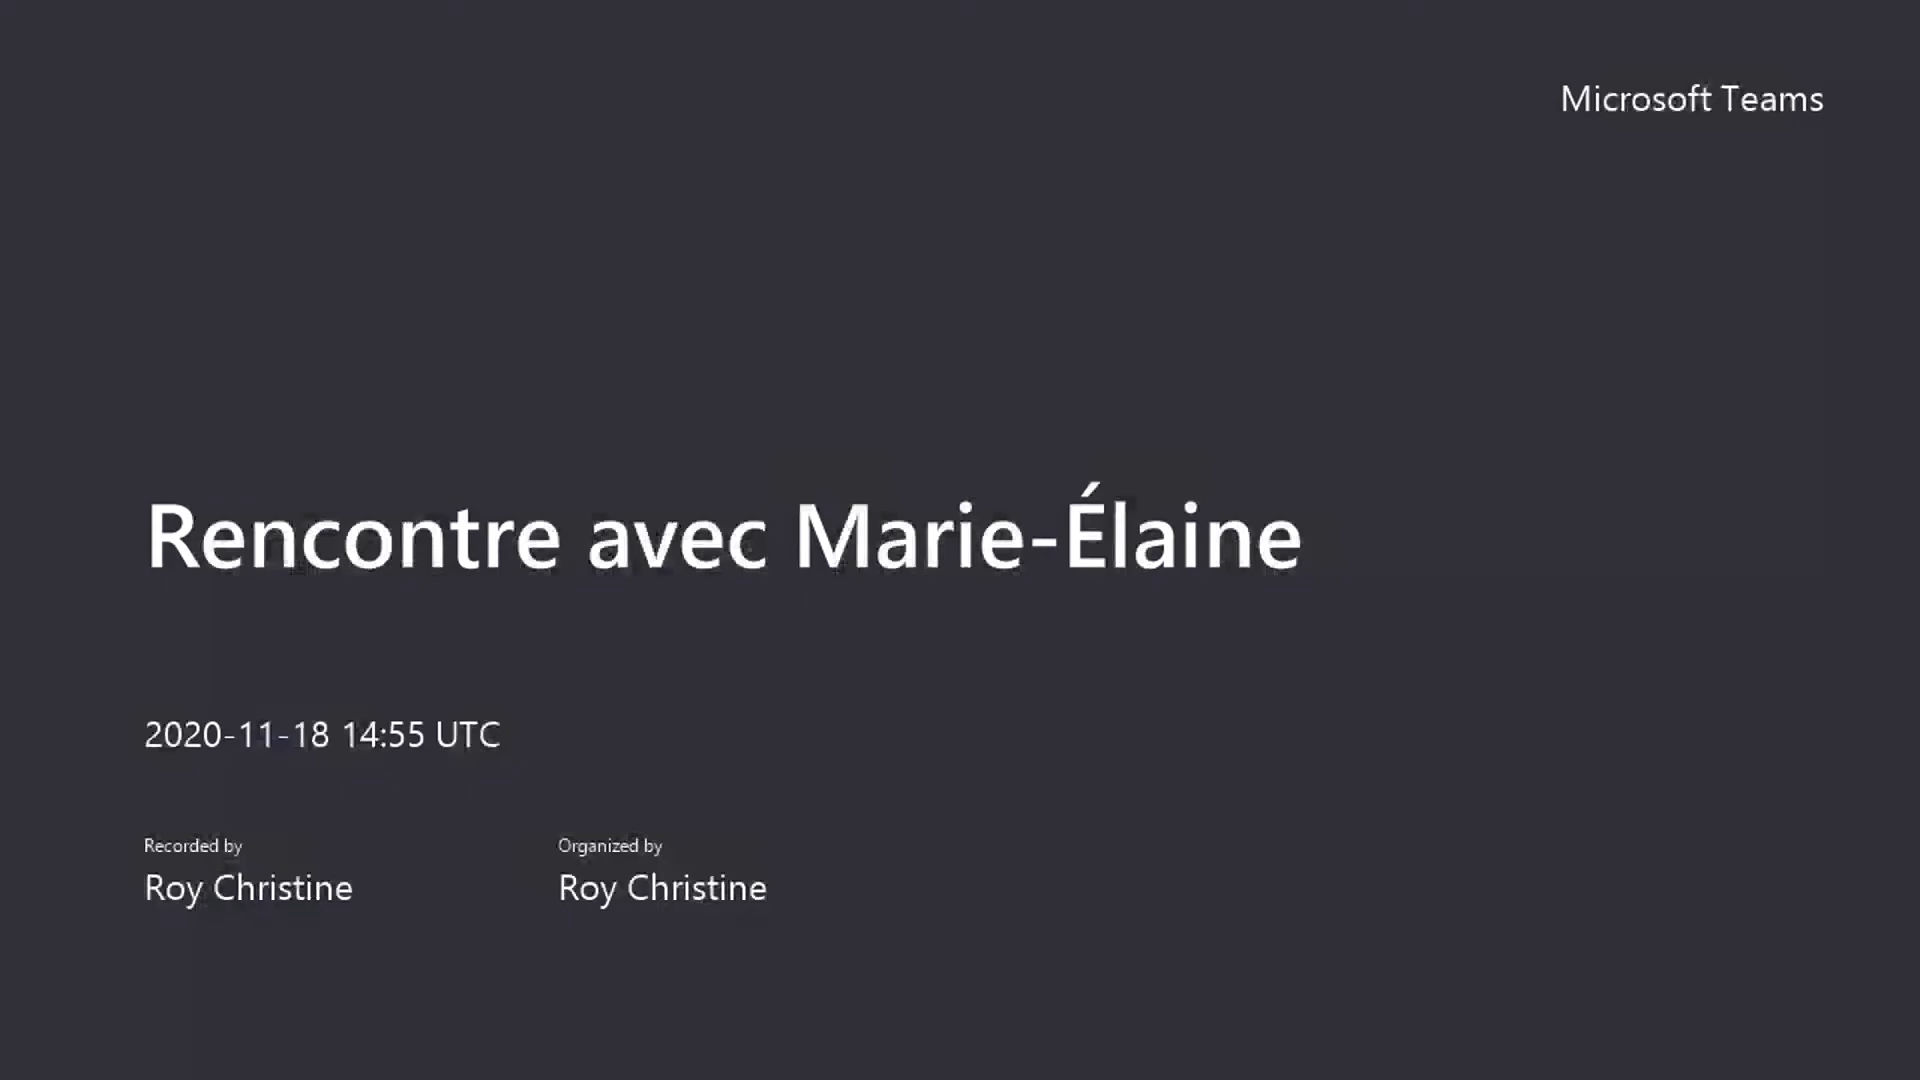 Microsoft Teams
Rencontre avec Marie-Élaine
2020-11-18 14:55 UTC
Recorded by
Roy Christine
Organized by
Roy Christine